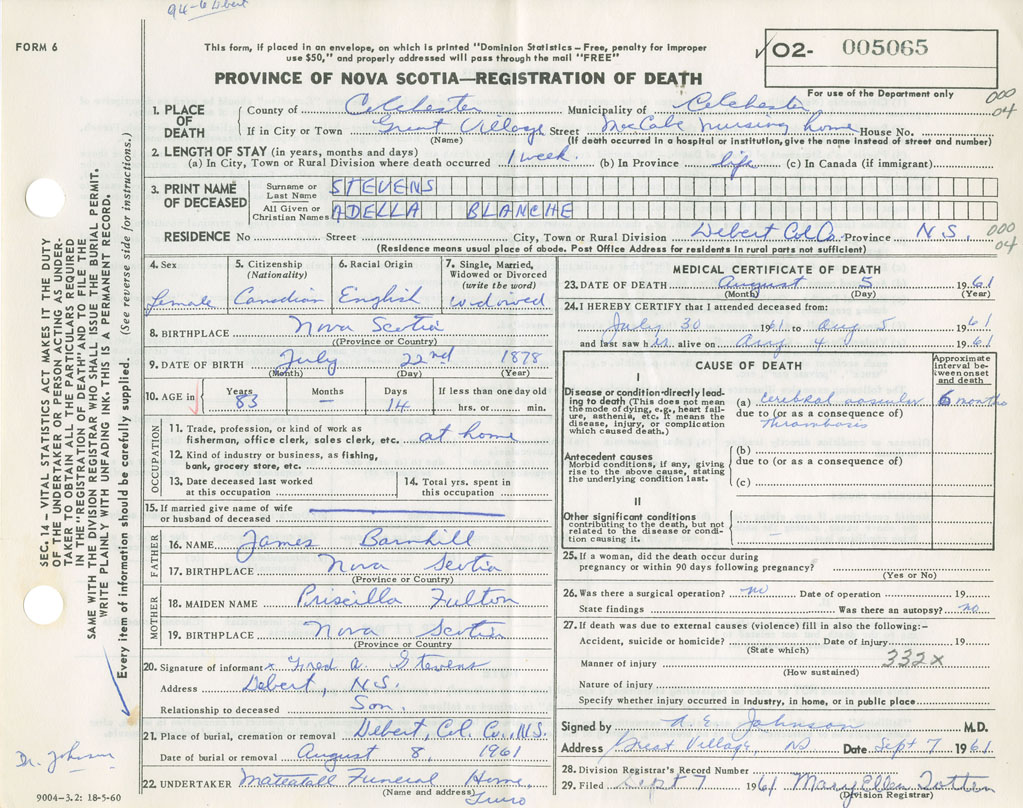 94-6 Debert
FORM 6
This form, if placed in an envelope, on which is printed "Dominion Statistics – Free, penalty for improper
use $50," and properly addressed will pass through the mail "FREE"
✓ 02- 005065
For use of the Department only
PROVINCE OF NOVA SCOTIA—REGISTRATION OF DEATH
000
04
1. PLACE OF DEATH
County of Colchester Municipality of Colchester
If in City or Town Great Village Street MacCabe Nursing home House No.
(Name) (If death occurred in a hospital or institution, give the name instead of street and number)
2. LENGTH OF STAY (in years, months and days)
(a) In City, Town or Rural Division where death occurred 1 week. (b) In Province life (c) In Canada (if immigrant)
3. PRINT NAME OF DECEASED
Surname or Last Name STEVENS
All Given or Christian Names ADELLA BLANCHE
RESIDENCE No Street City, Town or Rural Division Debert Col. Co. Province N.S.
000
04
(Residence means usual place of abode. Post Office Address for residents in rural parts not sufficient)
4. Sex female
5. Citizenship (Nationality) Canadian
6. Racial Origin English
7. Single, Married, Widowed or Divorced (write the word) widowed
8. BIRTHPLACE Nova Scotia
(Province or Country)
9. DATE OF BIRTH July 22nd 1878
(Month) (Day) (Year)
10. AGE in Years 83 Months — Days 14 If less than one day old hrs. or min.
OCCUPATION
11. Trade, profession, or kind of work as
fisherman, office clerk, sales clerk, etc. at home
12. Kind of industry or business, as fishing,
bank, grocery store, etc.
13. Date deceased last worked at this occupation
14. Total yrs. spent in this occupation
15. If married give name of wife
or husband of deceased
FATHER
16. NAME James Barnhill
17. BIRTHPLACE Nova Scotia
(Province or Country)
MOTHER
18. MAIDEN NAME Priscilla Fulton
19. BIRTHPLACE Nova Scotia
(Province or Country)
20. Signature of informant x Fred A. Stevens
Address Debert, N.S.
Relationship to deceased Son.
21. Place of burial, cremation or removal Debert, Col. Co., N.S.
Date of burial or removal August 8, 1961
22. UNDERTAKER Mattatall Funeral Home,
(Name and address) Truro
MEDICAL CERTIFICATE OF DEATH
23. DATE OF DEATH August 5 1961
(Month) (Day) (Year)
24. I HEREBY CERTIFY that I attended deceased from:
July 30 1961 to Aug 5 1961
and last saw h alive on Aug 4 1961
CAUSE OF DEATH
Approximate interval between onset and death
I
Disease or condition directly leading to death (This does not mean the mode of dying, e.g., heart failure, asthenia, etc. It means the disease, injury, or complication which caused death.)
(a) cerebral vascular 6 months
due to (or as a consequence of)
thrombosis
Antecedent causes
Morbid conditions, if any, giving rise to the above cause, stating the underlying condition last.
(b)
due to (or as a consequence of)
(c)
II
Other significant conditions
contributing to the death, but not related to the disease or condition causing it.
25. If a woman, did the death occur during
pregnancy or within 90 days following pregnancy?
(Yes or No)
26. Was there a surgical operation? no Date of operation 19
State findings Was there an autopsy? no
27. If death was due to external causes (violence) fill in also the following:-
Accident, suicide or homicide? Date of injury 19
(State which)
Manner of injury 332X
(How sustained)
Nature of injury
Specify whether injury occurred in industry, in home, or in public place
Signed by A. E. Johnson M.D.
Address Great Village NS Date Sept 7 1961
28. Division Registrar's Record Number
29. Filed Sept 7 1961 Mary Ellen Totten
(Division Registrar)
SEC. 14 – VITAL STATISTICS ACT MAKES IT THE DUTY
OF THE UNDERTAKER OR PERSON ACTING AS UNDERTAKER
TO OBTAIN ALL THE PARTICULARS REQUIRED
IN THE "REGISTRATION OF DEATH" AND TO FILE THE
SAME WITH THE DIVISION REGISTRAR WHO SHALL ISSUE THE BURIAL PERMIT.
WRITE PLAINLY WITH UNFADING INK. THIS IS A PERMANENT RECORD.
Every item of information should be carefully supplied. (See reverse side for instructions.)
Dr. Johnson
9004-3.2: 18-5-60